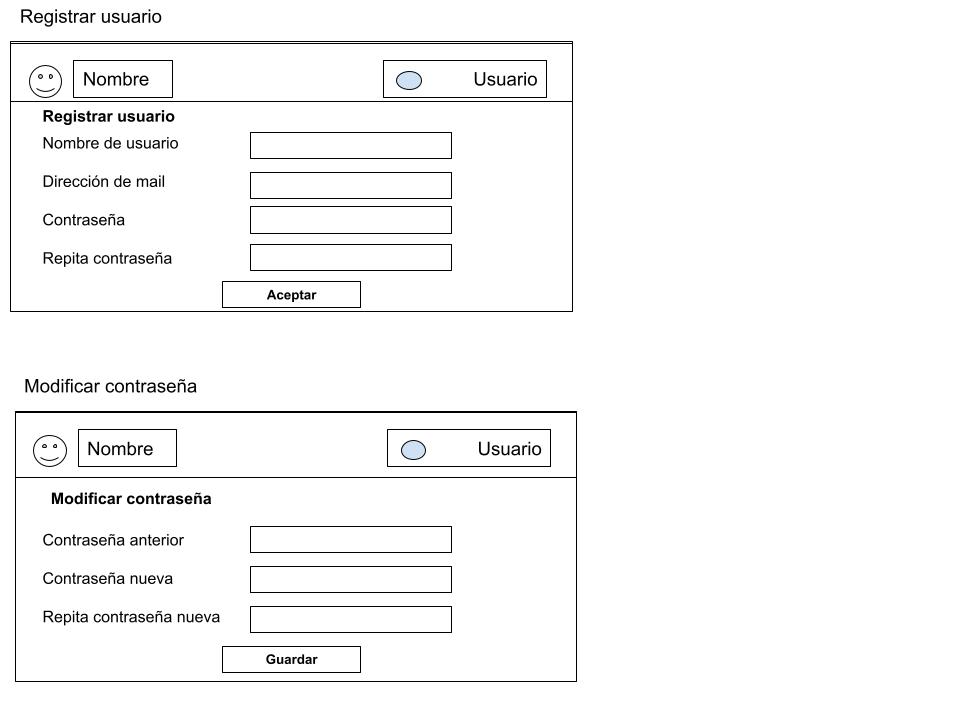 Registrar usuario
Nombre
Usuario
Registrar usuario
Nombre de usuario
Dirección de mail
Contraseña
Repita contraseña
Aceptar
Modificar contraseña
Nombre
Usuario
Modificar contraseña
Contraseña anterior
Contraseña nueva
Repita contraseña nueva
Guardar